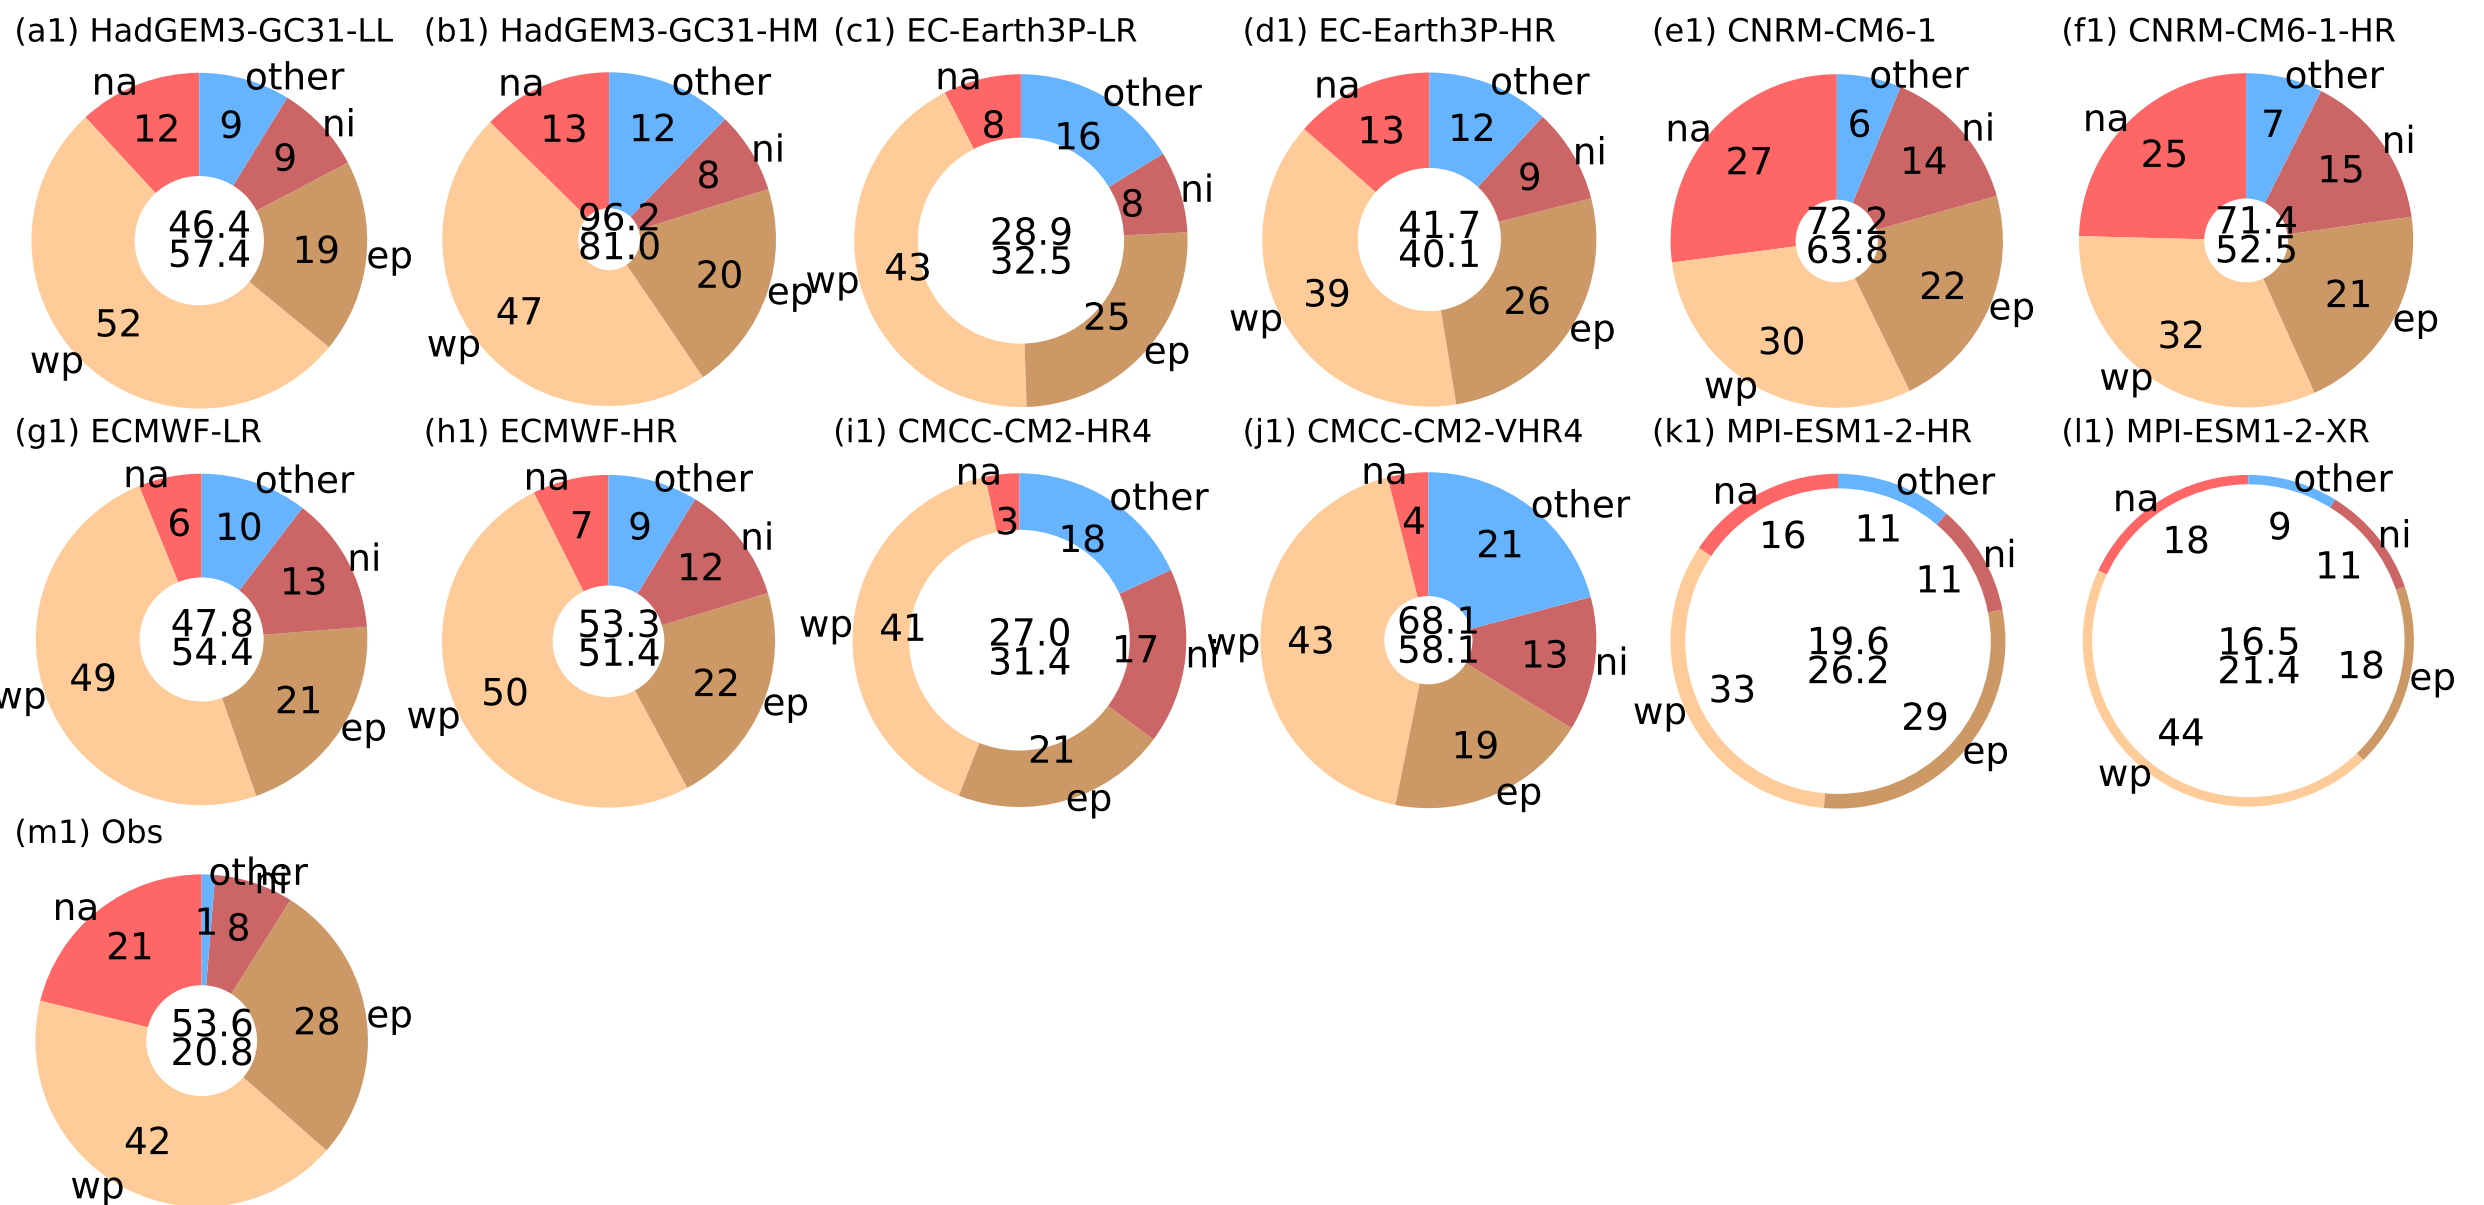 (a1) HadGEM3-GC31-LL
na
other
ni
ep
wp
12
9
9
19
52
46.4
57.4
(b1) HadGEM3-GC31-HM
na
other
ni
ep
wp
13
12
8
20
47
96.2
81.0
(c1) EC-Earth3P-LR
na
other
ni
ep
wp
8
16
8
25
43
28.9
32.5
(d1) EC-Earth3P-HR
na
other
ni
ep
wp
13
12
9
26
39
41.7
40.1
(e1) CNRM-CM6-1
na
other
ni
ep
wp
27
6
14
22
30
72.2
63.8
(f1) CNRM-CM6-1-HR
na
other
ni
ep
wp
25
7
15
21
32
71.4
52.5
(g1) ECMWF-LR
na
other
ni
ep
wp
6
10
13
21
49
47.8
54.4
(h1) ECMWF-HR
na
other
ni
ep
wp
7
9
12
22
50
53.3
51.4
(i1) CMCC-CM2-HR4
na
other
ni
ep
wp
3
18
17
21
41
27.0
31.4
(j1) CMCC-CM2-VHR4
na
other
ni
ep
wp
4
21
13
19
43
68.1
58.1
(k1) MPI-ESM1-2-HR
na
other
ni
ep
wp
16
11
11
29
33
19.6
26.2
(l1) MPI-ESM1-2-XR
na
other
ni
ep
wp
18
9
11
18
44
16.5
21.4
(m1) Obs
na
other
ni
ep
wp
21
1
8
28
42
53.6
20.8